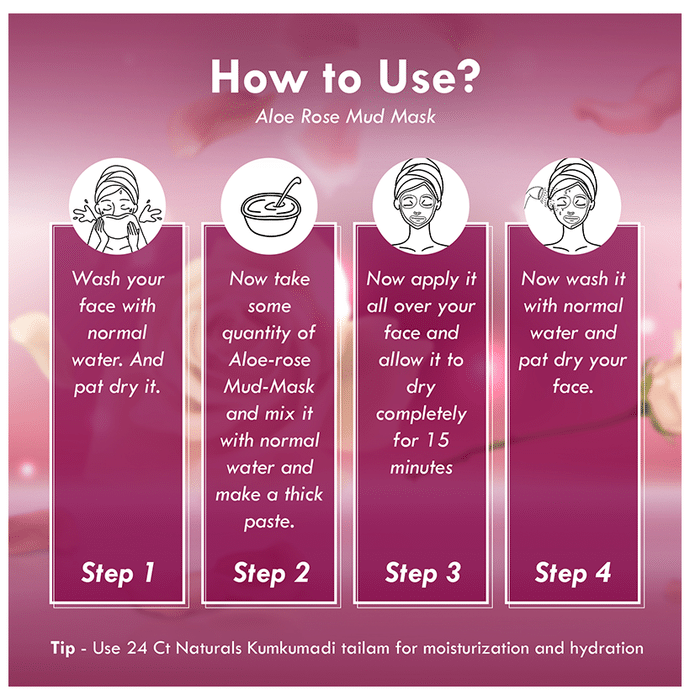 How to Use?
Aloe Rose Mud Mask
Wash your
face with
normal
water. And
pat dry it.
Step 1
Now take
some
quantity of
Aloe-rose
Mud-Mask
and mix it
with normal
water and
make a thick
paste.
Step 2
Now apply it
all over your
face and
allow it to
dry
completely
for 15
minutes
Step 3
Now wash it
with normal
water and
pat dry your
face.
Step 4
Tip - Use 24 Ct Naturals Kumkumadi tailam for moisturization and hydration